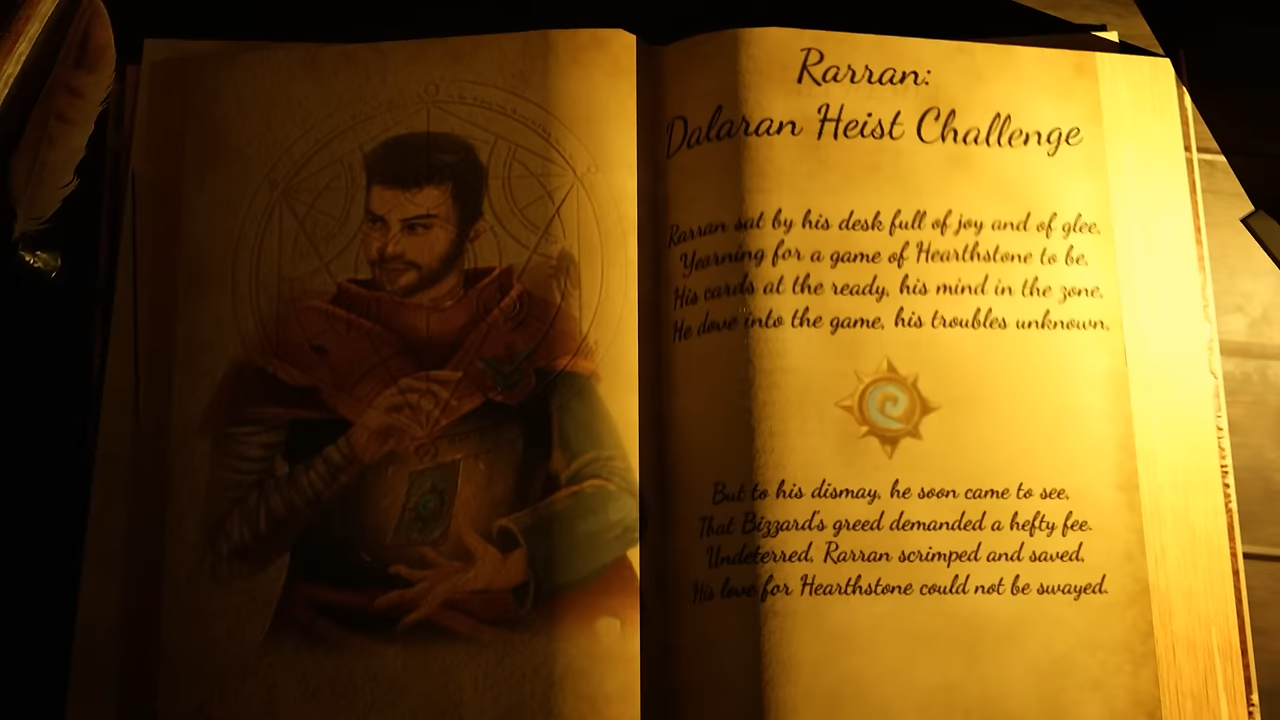 Rarran:
Dalaran Heist Challenge
Rarran sat by his desk full of joy and of glee,
Yearning for a game of Hearthstone to be.
His cards at the ready, his mind in the zone,
He dove into the game, his troubles unknown.
But to his dismay, he soon came to see,
That Bizzard's greed demanded a hefty fee.
Undeterred, Rarran scrimped and saved,
His love for Hearthstone could not be swayed.